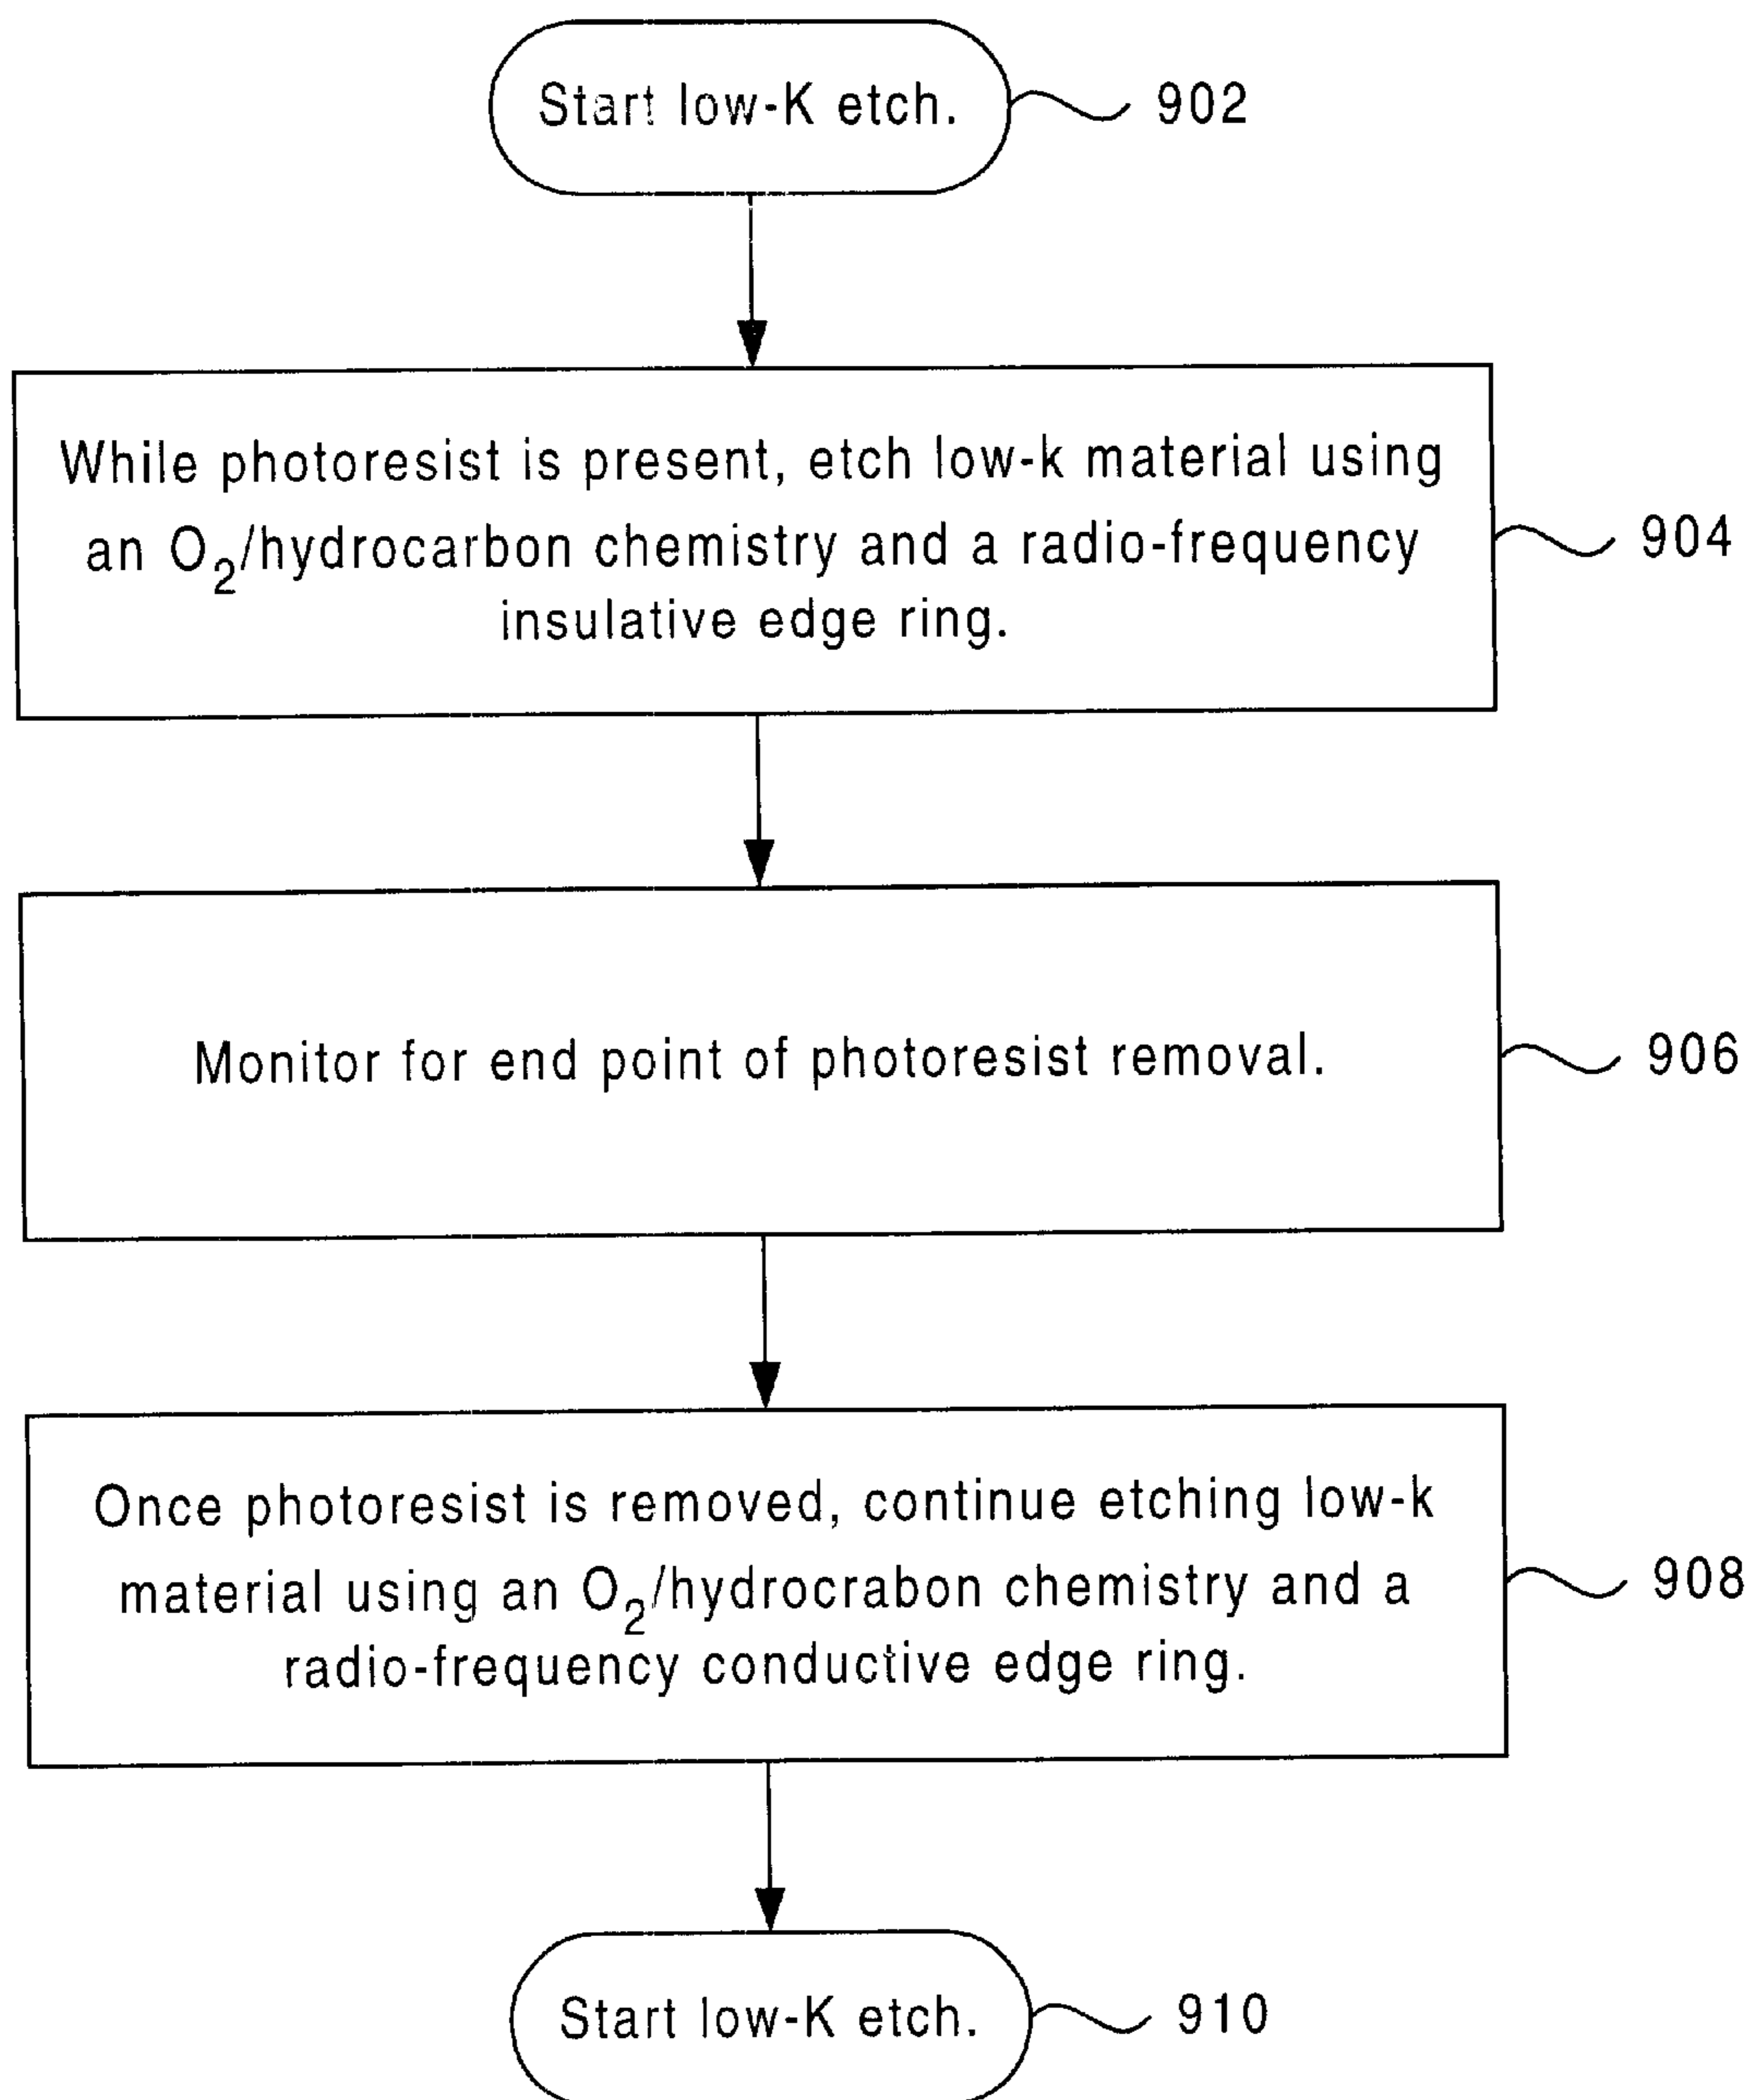 Start low-K etch.
902
While photoresist is present, etch low-k material using
an O₂/hydrocarbon chemistry and a radio-frequency
insulative edge ring.
904
Monitor for end point of photoresist removal.
906
Once photoresist is removed, continue etching low-k
material using an O₂/hydrocrabon chemistry and a
radio-frequency conductive edge ring.
908
Start low-K etch.
910